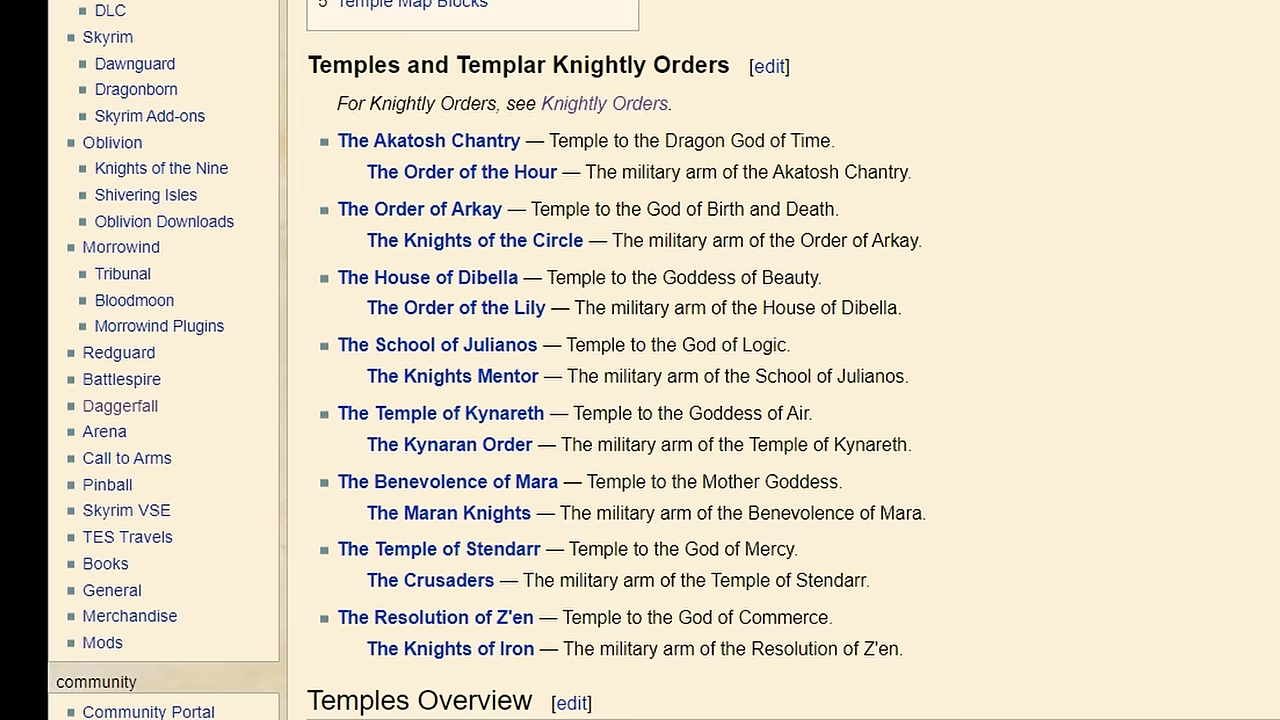 DLC
Skyrim
Dawnguard
Dragonborn
Skyrim Add-ons
Oblivion
Knights of the Nine
Shivering Isles
Oblivion Downloads
Morrowind
Tribunal
Bloodmoon
Morrowind Plugins
Redguard
Battlespire
Daggerfall
Arena
Call to Arms
Pinball
Skyrim VSE
TES Travels
Books
General
Merchandise
Mods
community
Community Portal
5 Temple Map Blocks
Temples and Templar Knightly Orders [edit]
For Knightly Orders, see Knightly Orders.
The Akatosh Chantry — Temple to the Dragon God of Time.
The Order of the Hour — The military arm of the Akatosh Chantry.
The Order of Arkay — Temple to the God of Birth and Death.
The Knights of the Circle — The military arm of the Order of Arkay.
The House of Dibella — Temple to the Goddess of Beauty.
The Order of the Lily — The military arm of the House of Dibella.
The School of Julianos — Temple to the God of Logic.
The Knights Mentor — The military arm of the School of Julianos.
The Temple of Kynareth — Temple to the Goddess of Air.
The Kynaran Order — The military arm of the Temple of Kynareth.
The Benevolence of Mara — Temple to the Mother Goddess.
The Maran Knights — The military arm of the Benevolence of Mara.
The Temple of Stendarr — Temple to the God of Mercy.
The Crusaders — The military arm of the Temple of Stendarr.
The Resolution of Z'en — Temple to the God of Commerce.
The Knights of Iron — The military arm of the Resolution of Z'en.
Temples Overview [edit]